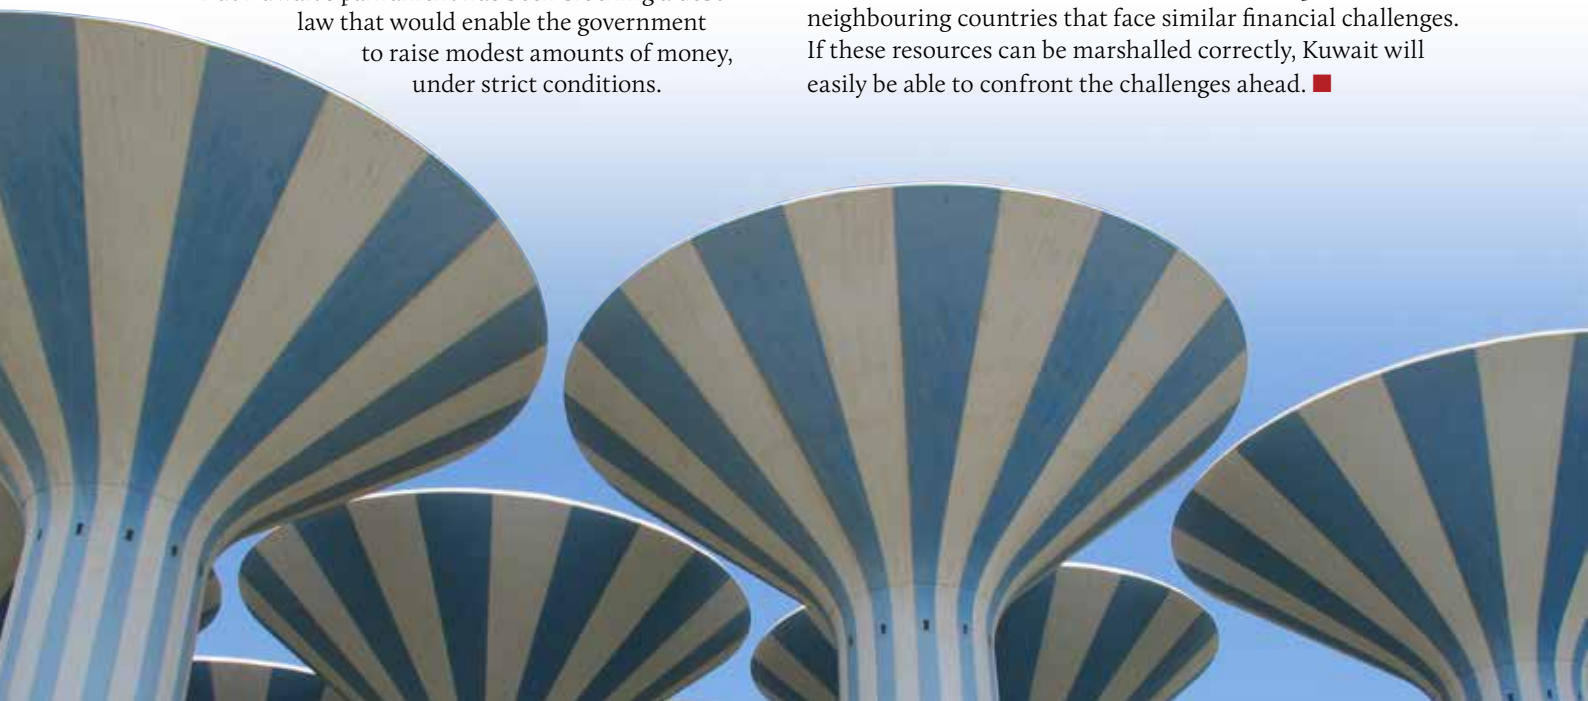 law that would enable the government
to raise modest amounts of money,
under strict conditions.
neighbouring countries that face similar financial challenges.
If these resources can be marshalled correctly, Kuwait will
easily be able to confront the challenges ahead.